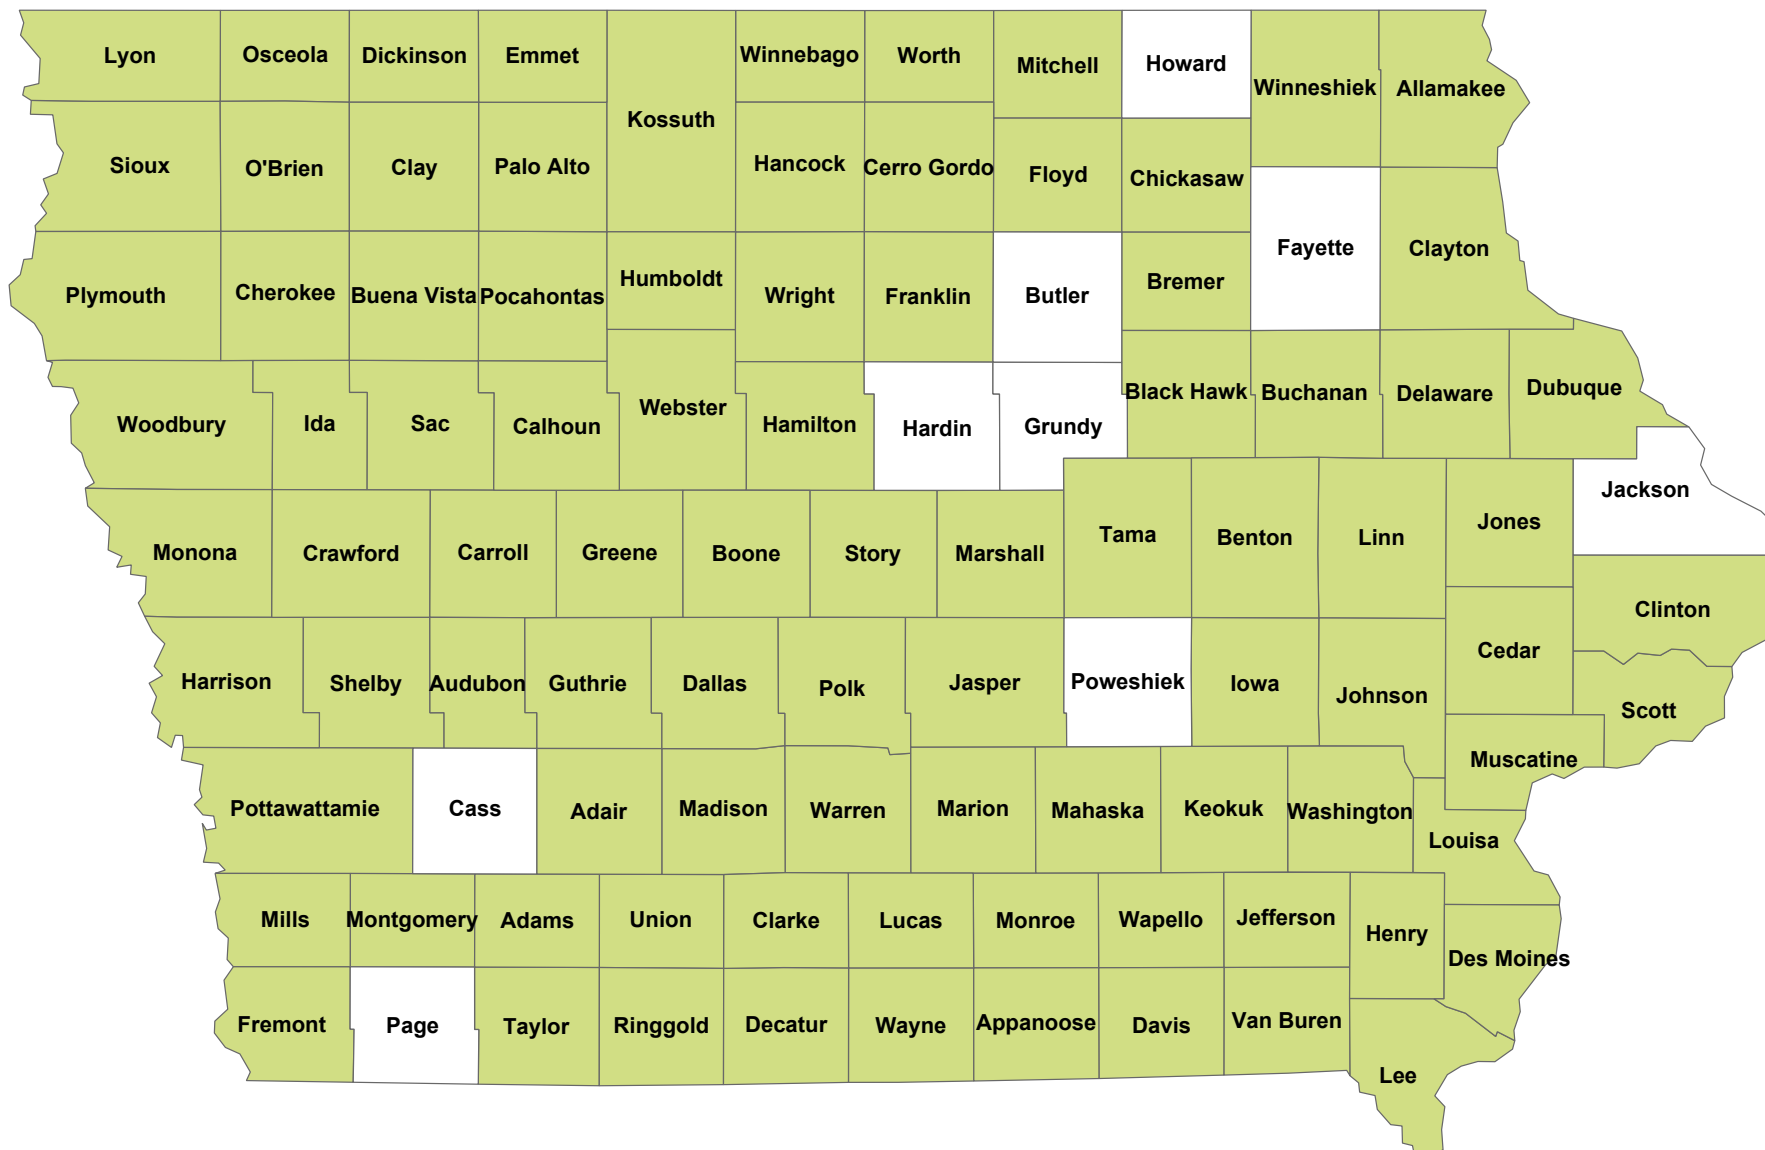 Lyon
Osceola
Dickinson
Emmet
Kossuth
Winnebago
Worth
Mitchell
Howard
Winneshiek
Allamakee
Sioux
O'Brien
Clay
Palo Alto
Hancock
Cerro Gordo
Floyd
Chickasaw
Fayette
Clayton
Plymouth
Cherokee
Buena Vista
Pocahontas
Humboldt
Wright
Franklin
Butler
Bremer
Woodbury
Ida
Sac
Calhoun
Webster
Hamilton
Hardin
Grundy
Black Hawk
Buchanan
Delaware
Dubuque
Jackson
Monona
Crawford
Carroll
Greene
Boone
Story
Marshall
Tama
Benton
Linn
Jones
Clinton
Cedar
Harrison
Shelby
Audubon
Guthrie
Dallas
Polk
Jasper
Poweshiek
Iowa
Johnson
Scott
Muscatine
Pottawattamie
Cass
Adair
Madison
Warren
Marion
Mahaska
Keokuk
Washington
Louisa
Mills
Montgomery
Adams
Union
Clarke
Lucas
Monroe
Wapello
Jefferson
Henry
Des Moines
Fremont
Page
Taylor
Ringgold
Decatur
Wayne
Appanoose
Davis
Van Buren
Lee